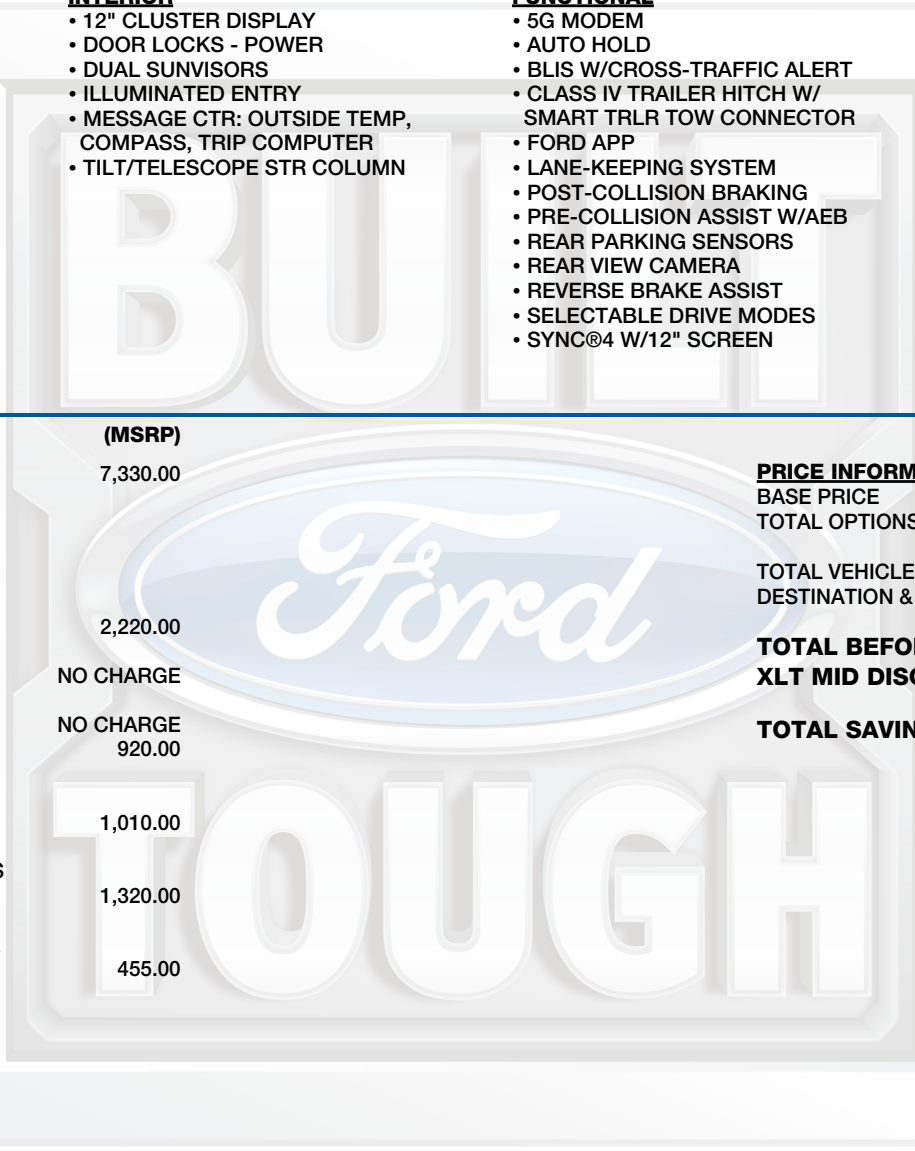 INTERIOR
• 12" CLUSTER DISPLAY
• DOOR LOCKS - POWER
• DUAL SUNVISORS
• ILLUMINATED ENTRY
• MESSAGE CTR: OUTSIDE TEMP,
COMPASS, TRIP COMPUTER
• TILT/TELESCOPE STR COLUMN
FUNCTIONAL
• 5G MODEM
• AUTO HOLD
• BLIS W/CROSS-TRAFFIC ALERT
• CLASS IV TRAILER HITCH W/
SMART TRLR TOW CONNECTOR
• FORD APP
• LANE-KEEPING SYSTEM
• POST-COLLISION BRAKING
• PRE-COLLISION ASSIST W/AEB
• REAR PARKING SENSORS
• REAR VIEW CAMERA
• REVERSE BRAKE ASSIST
• SELECTABLE DRIVE MODES
• SYNC®4 W/12" SCREEN
BUILT
Ford
TOUGH
(MSRP)
7,330.00
2,220.00
NO CHARGE
NO CHARGE
920.00
1,010.00
S
1,320.00
455.00
PRICE INFORM
BASE PRICE
TOTAL OPTIONS
TOTAL VEHICLE
DESTINATION &
TOTAL BEFO
XLT MID DISC
TOTAL SAVIN